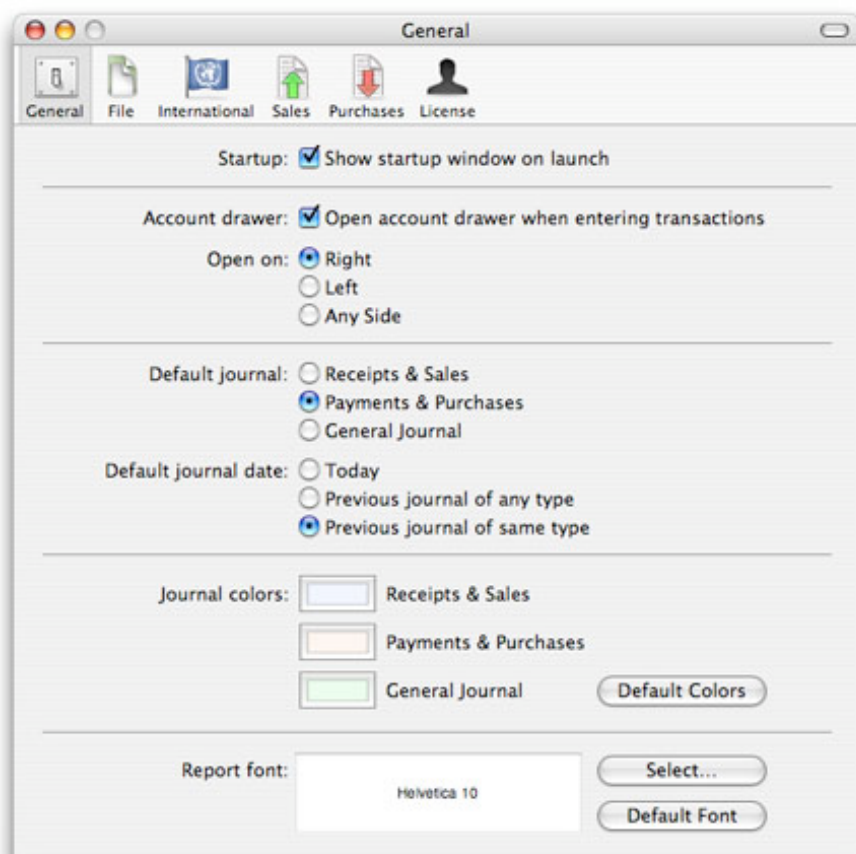 General
General File International Sales Purchases License
Startup: Show startup window on launch
Account drawer: Open account drawer when entering transactions
Open on: Right
Left
Any Side
Default journal: Receipts & Sales
Payments & Purchases
General Journal
Default journal date: Today
Previous journal of any type
Previous journal of same type
Journal colors: Receipts & Sales
Payments & Purchases
General Journal Default Colors
Report font: Helvetica 10 Select...
Default Font